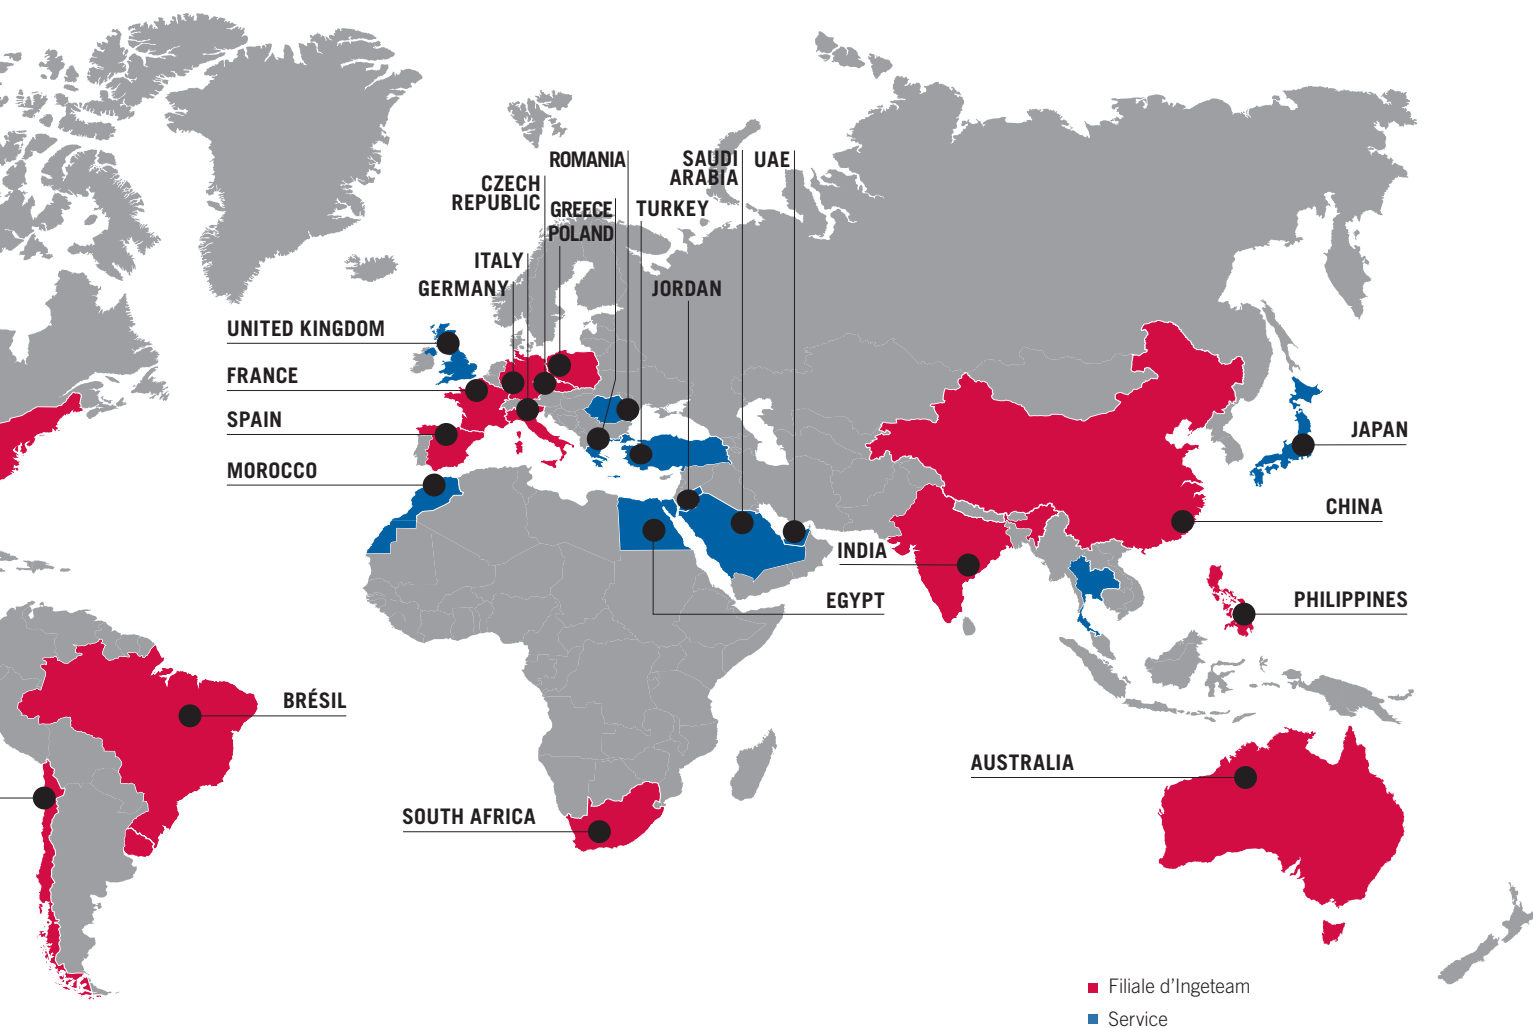 ROMANIA
SAUDI
ARABIA
UAE
CZECH
REPUBLIC
GREECE
TURKEY
POLAND
ITALY
GERMANY
JORDAN
UNITED KINGDOM
FRANCE
SPAIN
MOROCCO
JAPAN
CHINA
INDIA
EGYPT
PHILIPPINES
BRÉSIL
AUSTRALIA
SOUTH AFRICA
Filiale d'Ingeteam
Service